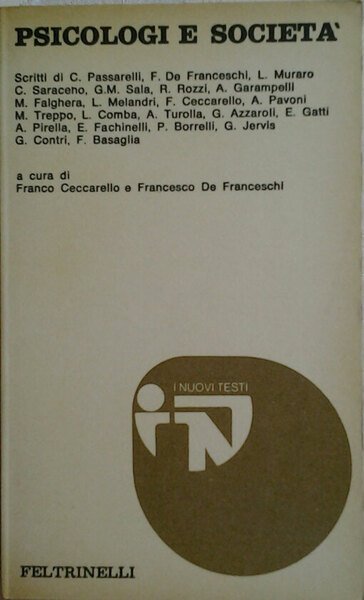 PSICOLOGI E SOCIETA'
Scritti di C. Passarelli, F. De Franceschi, L. Muraro
C. Saraceno, G.M. Sala, R. Rozzi, A. Garampelli
M. Falghera, L. Melandri, F. Ceccarello, A. Pavoni
M. Treppo, L. Comba, A. Turolla, G. Azzaroli, E. Gatti
A. Pirella, E. Fachinelli, P. Borrelli, G. Jervis
G. Contri, F. Basaglia
a cura di
Franco Ceccarello e Francesco De Franceschi
I NUOVI TESTI
FELTRINELLI